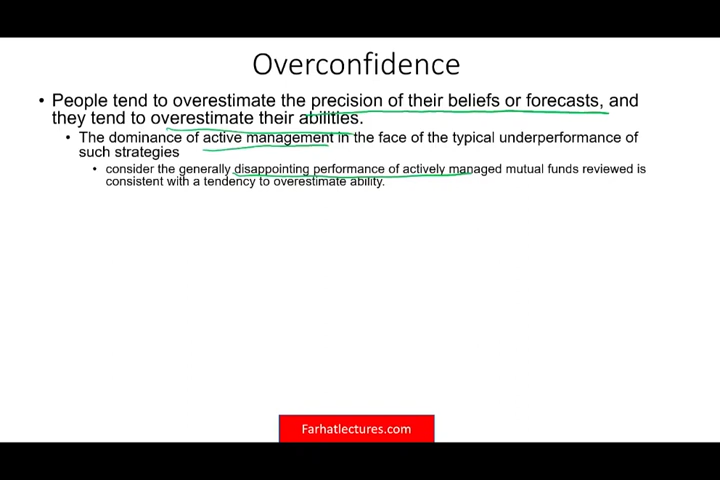 Overconfidence
• People tend to overestimate the precision of their beliefs or forecasts, and
they tend to overestimate their abilities.
• The dominance of active management in the face of the typical underperformance of
such strategies
• consider the generally disappointing performance of actively managed mutual funds reviewed is
consistent with a tendency to overestimate ability.
Farhatlectures.com